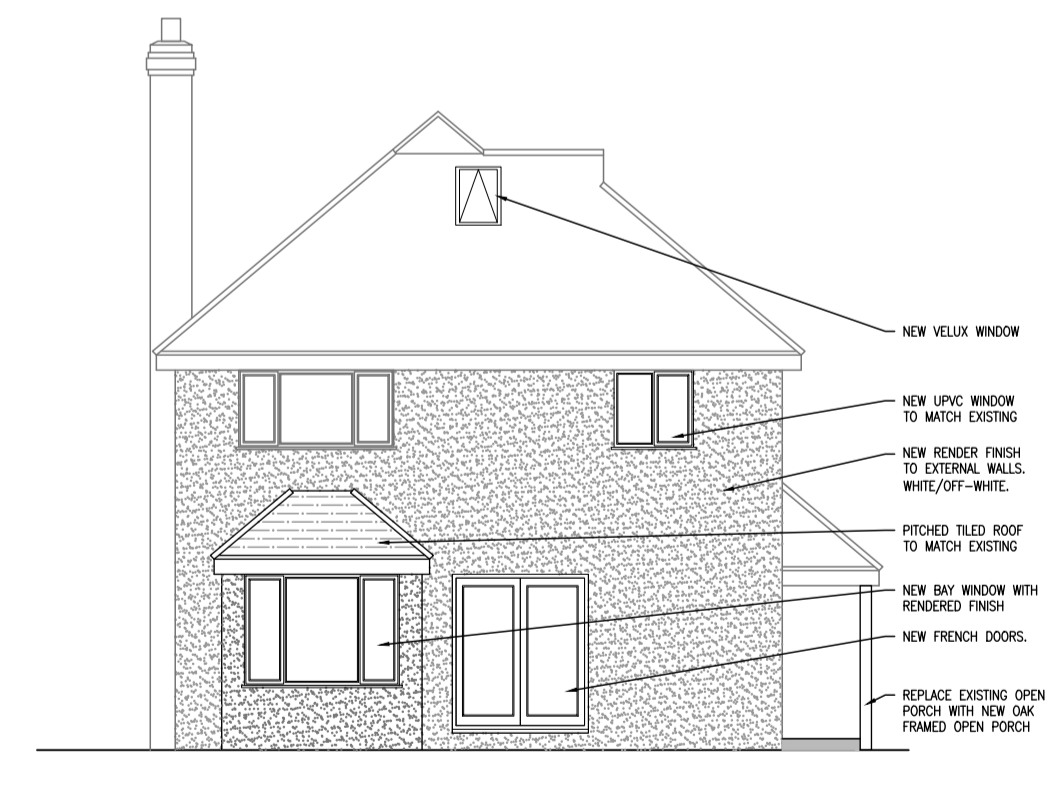 NEW VELUX WINDOW
NEW UPVC WINDOW
TO MATCH EXISTING
NEW RENDER FINISH
TO EXTERNAL WALLS.
WHITE/OFF-WHITE.
PITCHED TILED ROOF
TO MATCH EXISTING
NEW BAY WINDOW WITH
RENDERED FINISH
NEW FRENCH DOORS.
REPLACE EXISTING OPEN
PORCH WITH NEW OAK
FRAMED OPEN PORCH